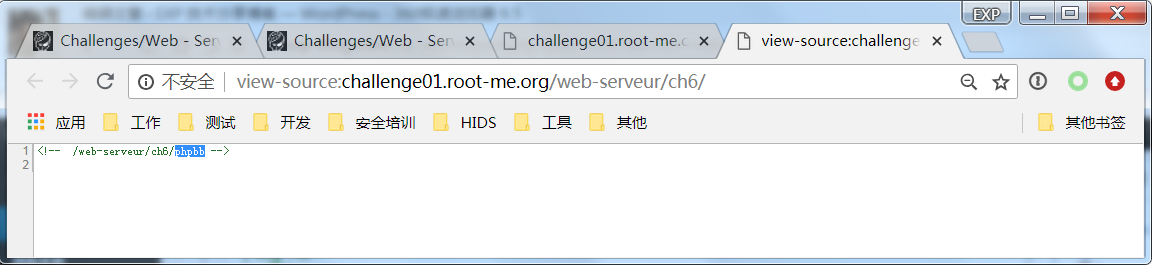 EXP
Challenges/Web - Ser
Challenges/Web - Ser
challenge01.root-me.o
view-source:challenge
不安全
view-source:challenge01.root-me.org/web-serveur/ch6/
应用 工作 测试 开发 安全培训 HIDS 工具 其他 其他书签
1 <!-- /web-serveur/ch6/phpbb -->
2